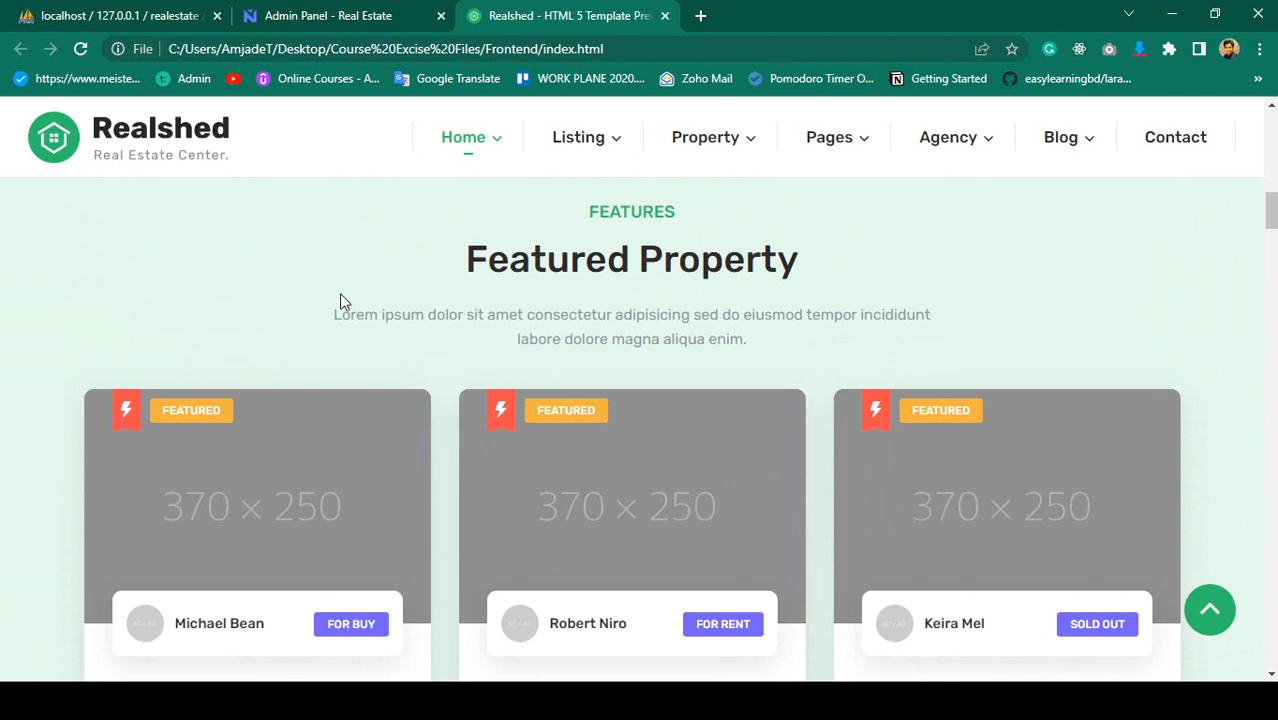 localhost / 127.0.0.1 / realestate
Admin Panel - Real Estate
Realshed - HTML 5 Template Pre
File
C:/Users/AmjadeT/Desktop/Course%20Excise%20Files/Frontend/index.html
https://www.meiste...
Admin
Online Courses - A...
Google Translate
WORK PLANE 2020....
Zoho Mail
Pomodoro Timer O...
Getting Started
easylearningbd/lara...
Realshed
Real Estate Center.
Home
Listing
Property
Pages
Agency
Blog
Contact
FEATURES
Featured Property
Lorem ipsum dolor sit amet consectetur adipisicing sed do eiusmod tempor incididunt
labore dolore magna aliqua enim.
FEATURED
FEATURED
FEATURED
370 × 250
370 × 250
370 × 250
Michael Bean
FOR BUY
Robert Niro
FOR RENT
Keira Mel
SOLD OUT